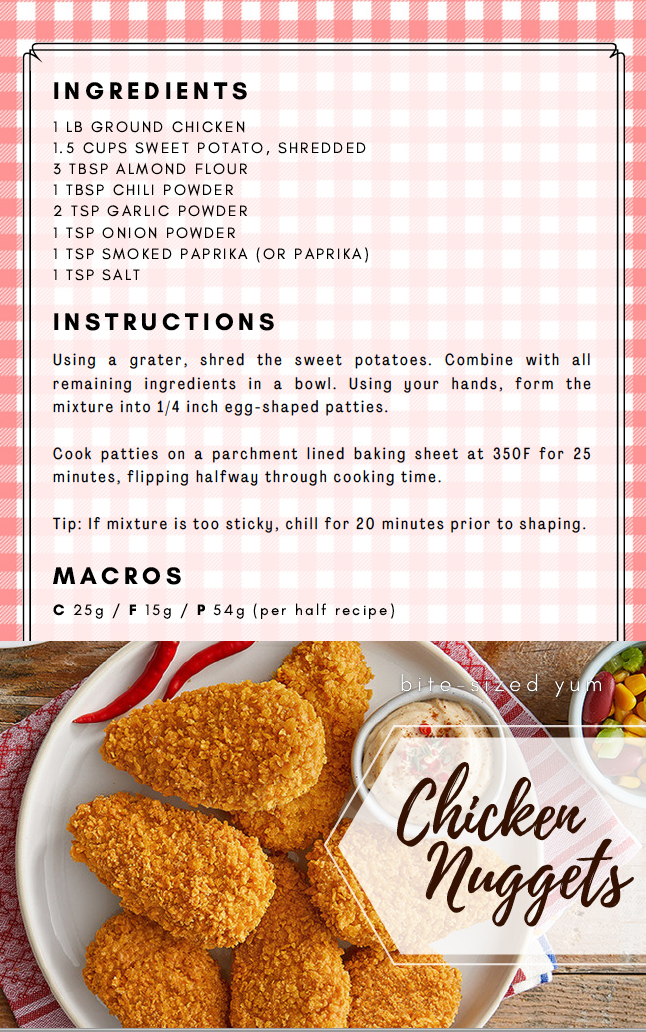 INGREDIENTS
1 LB GROUND CHICKEN
1.5 CUPS SWEET POTATO, SHREDDED
3 TBSP ALMOND FLOUR
1 TBSP CHILI POWDER
2 TSP GARLIC POWDER
1 TSP ONION POWDER
1 TSP SMOKED PAPRIKA (OR PAPRIKA)
1 TSP SALT
INSTRUCTIONS
Using a grater, shred the sweet potatoes. Combine with all
remaining ingredients in a bowl. Using your hands, form the
mixture into 1/4 inch egg-shaped patties.
Cook patties on a parchment lined baking sheet at 350F for 25
minutes, flipping halfway through cooking time.
Tip: If mixture is too sticky, chill for 20 minutes prior to shaping.
MACROS
C 25g / F 15g / P 54g (per half recipe)
bite-sized yum
Chicken
Nuggets